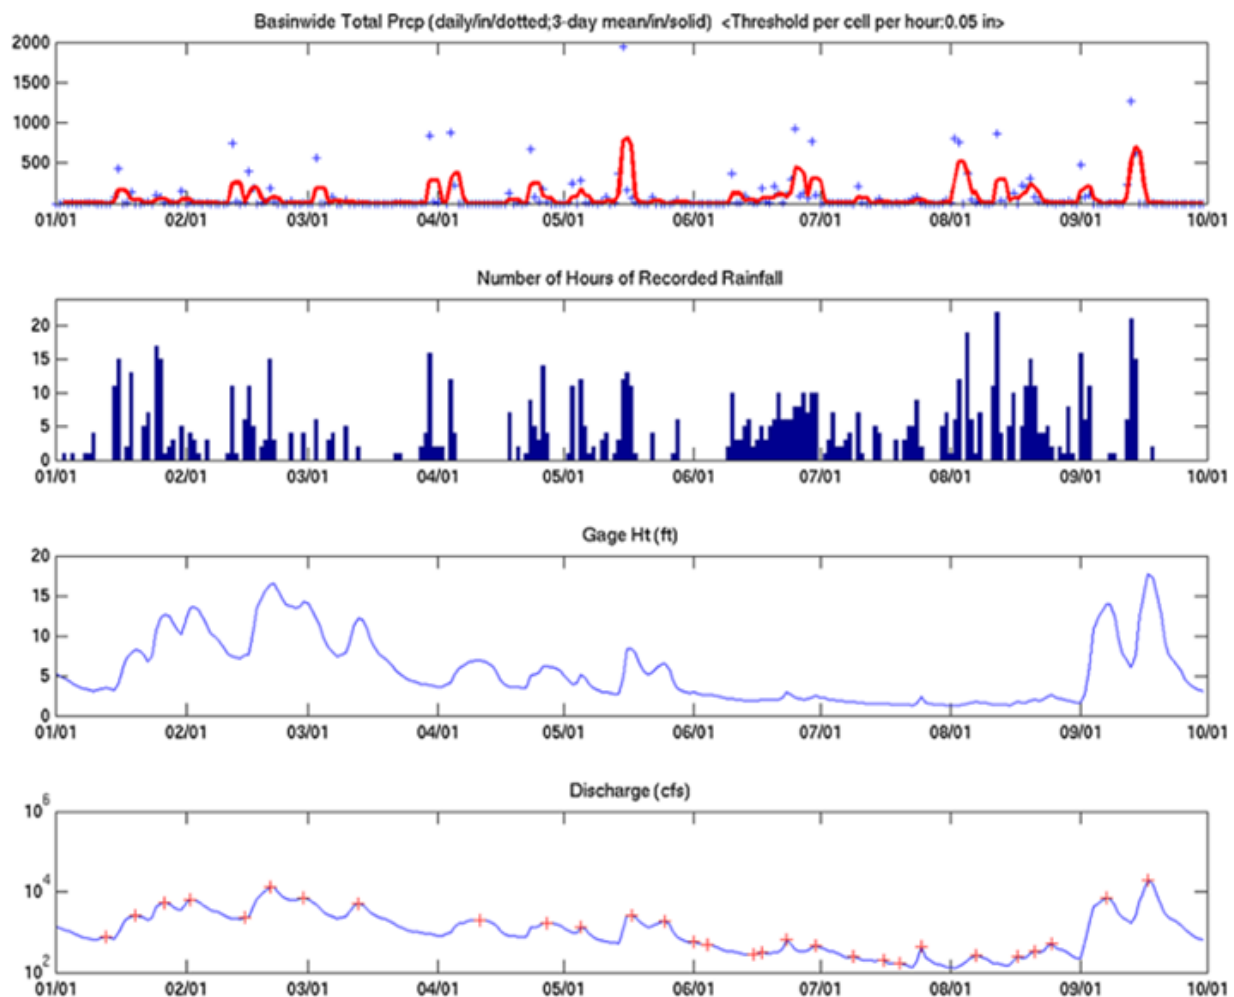 Basinwide Total Prcp (daily/in/dotted;3-day mean/in/solid) <Threshold per cell per hour:0.05 in>
2000
1500
1000
500
0
01/01 02/01 03/01 04/01 05/01 06/01 07/01 08/01 09/01 10/01
Number of Hours of Recorded Rainfall
20
15
10
5
0
01/01 02/01 03/01 04/01 05/01 06/01 07/01 08/01 09/01 10/01
Gage Ht (ft)
20
15
10
5
0
01/01 02/01 03/01 04/01 05/01 06/01 07/01 08/01 09/01 10/01
Discharge (cfs)
10^6
10^4
10^2
01/01 02/01 03/01 04/01 05/01 06/01 07/01 08/01 09/01 10/01